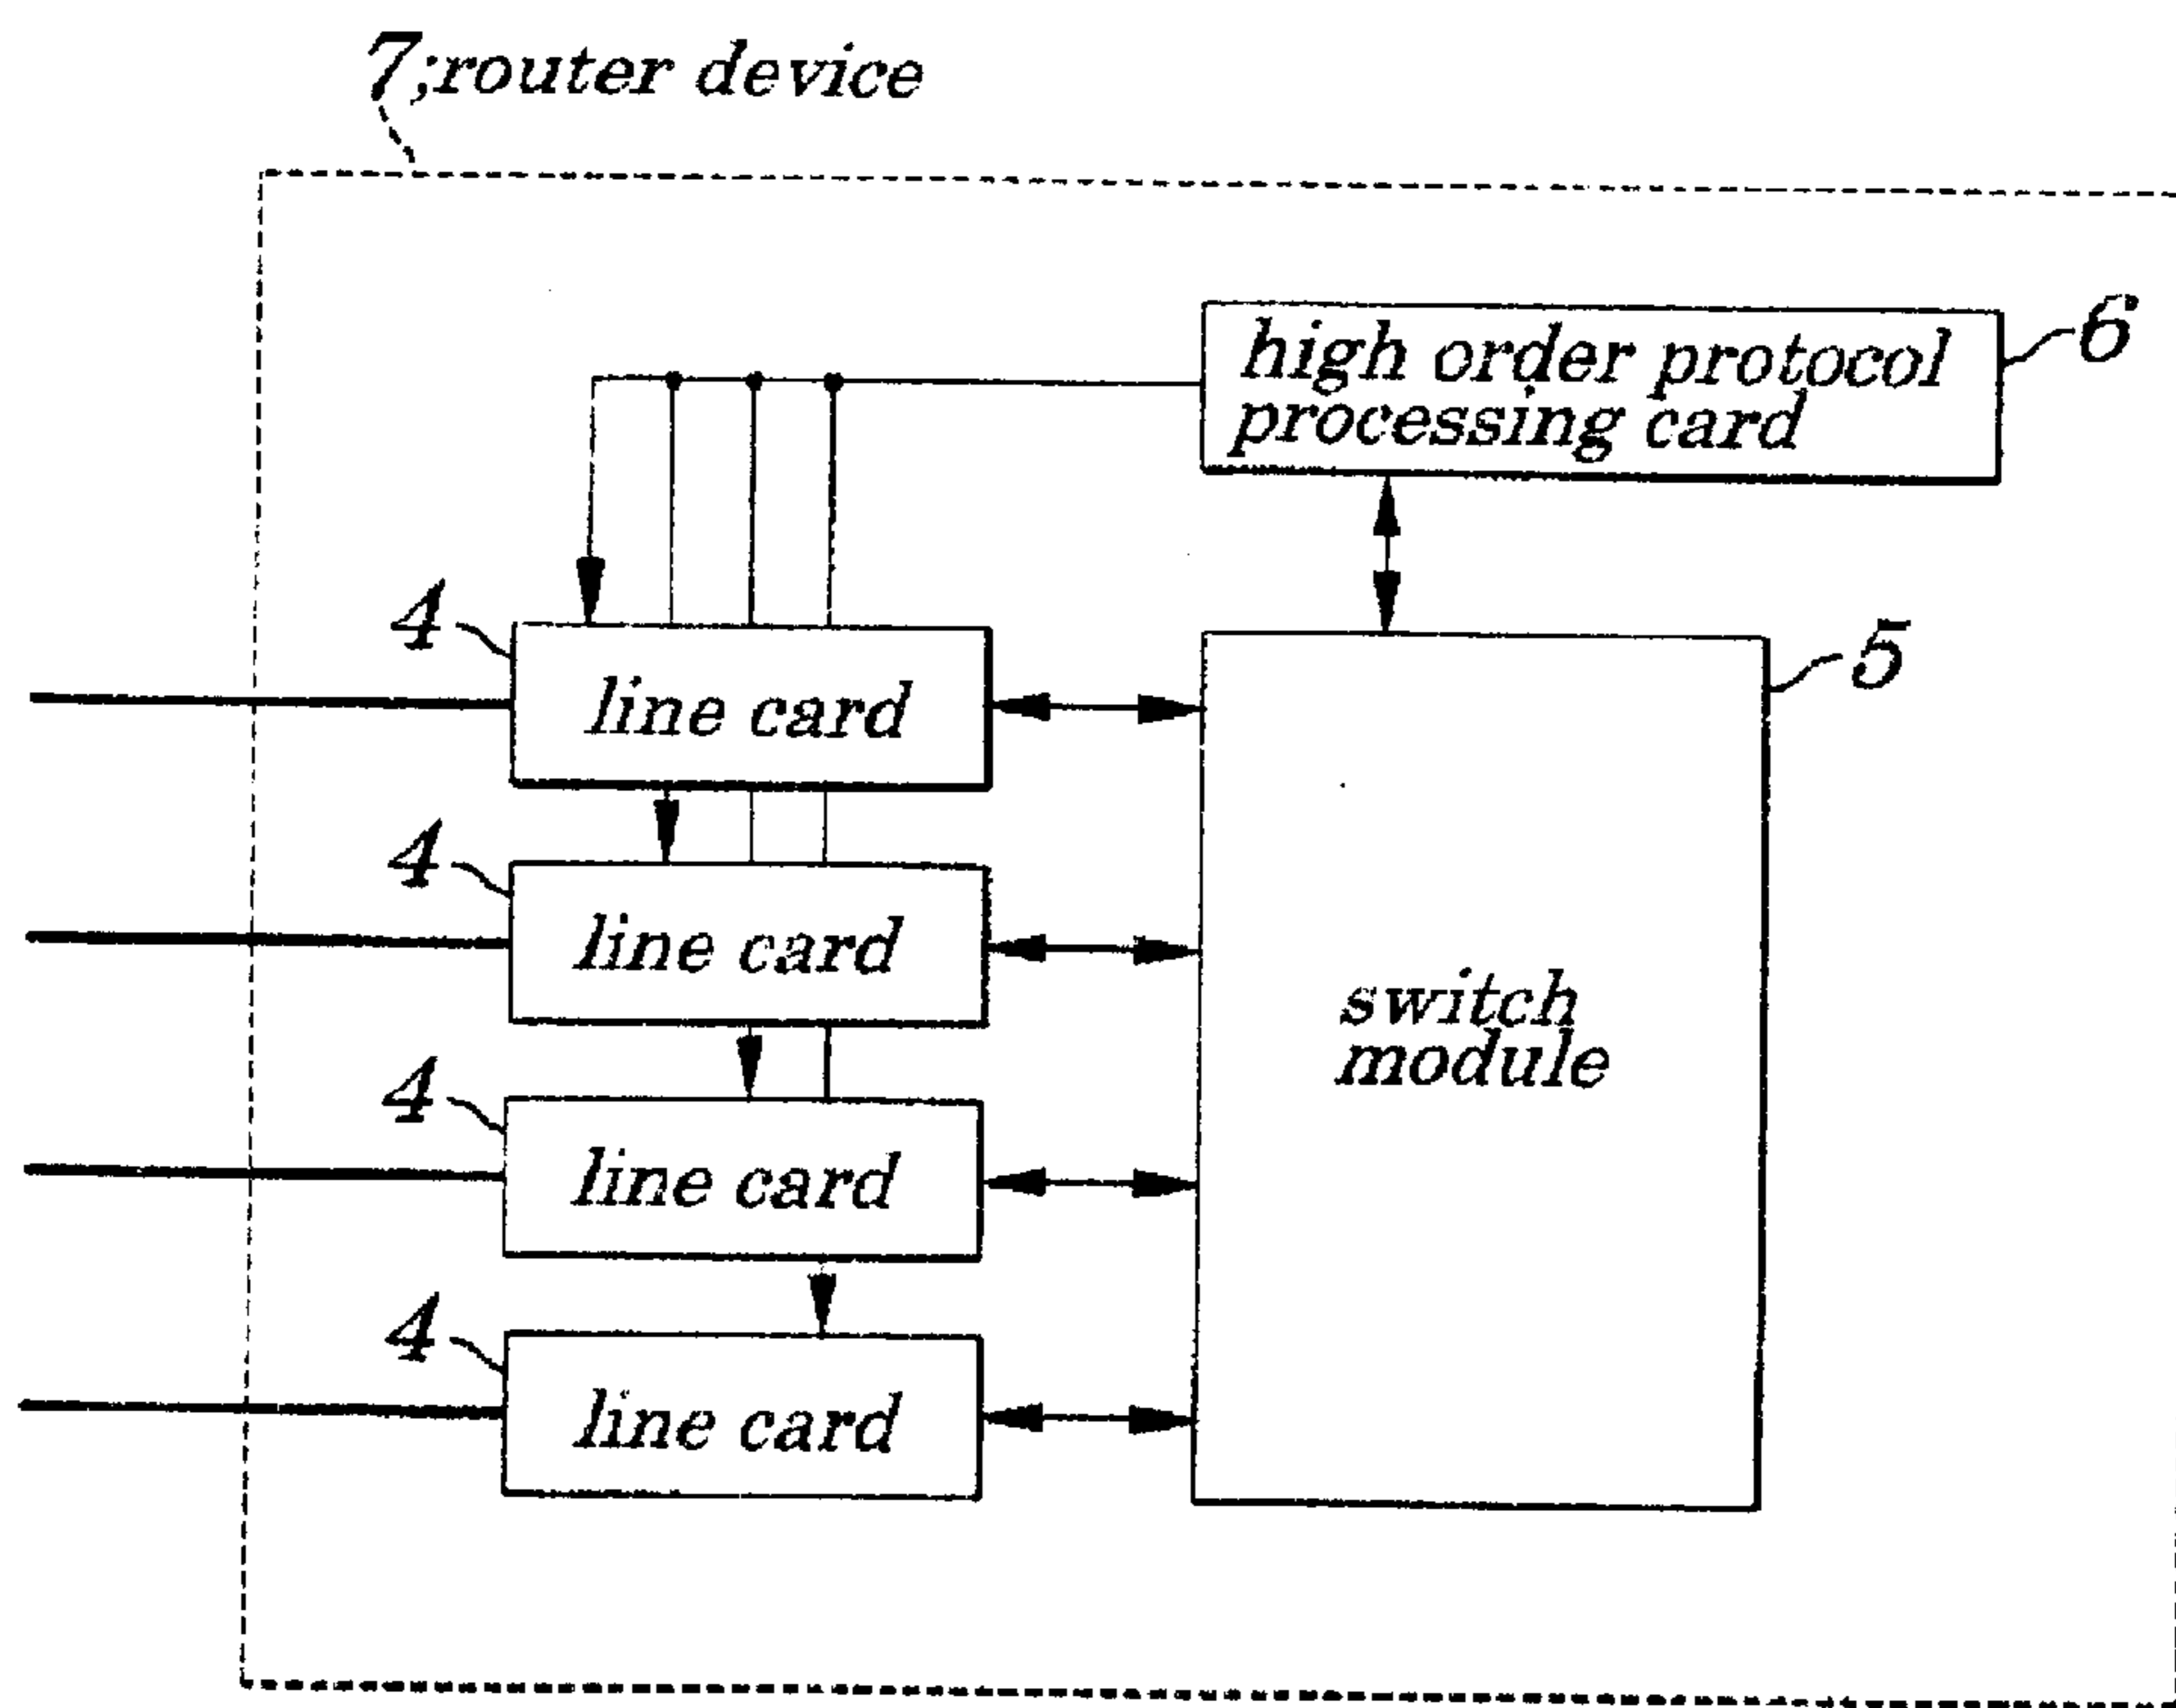 7;router device
high order protocol
processing card
6
4
line card
5
4
line card
switch
module
4
line card
4
line card